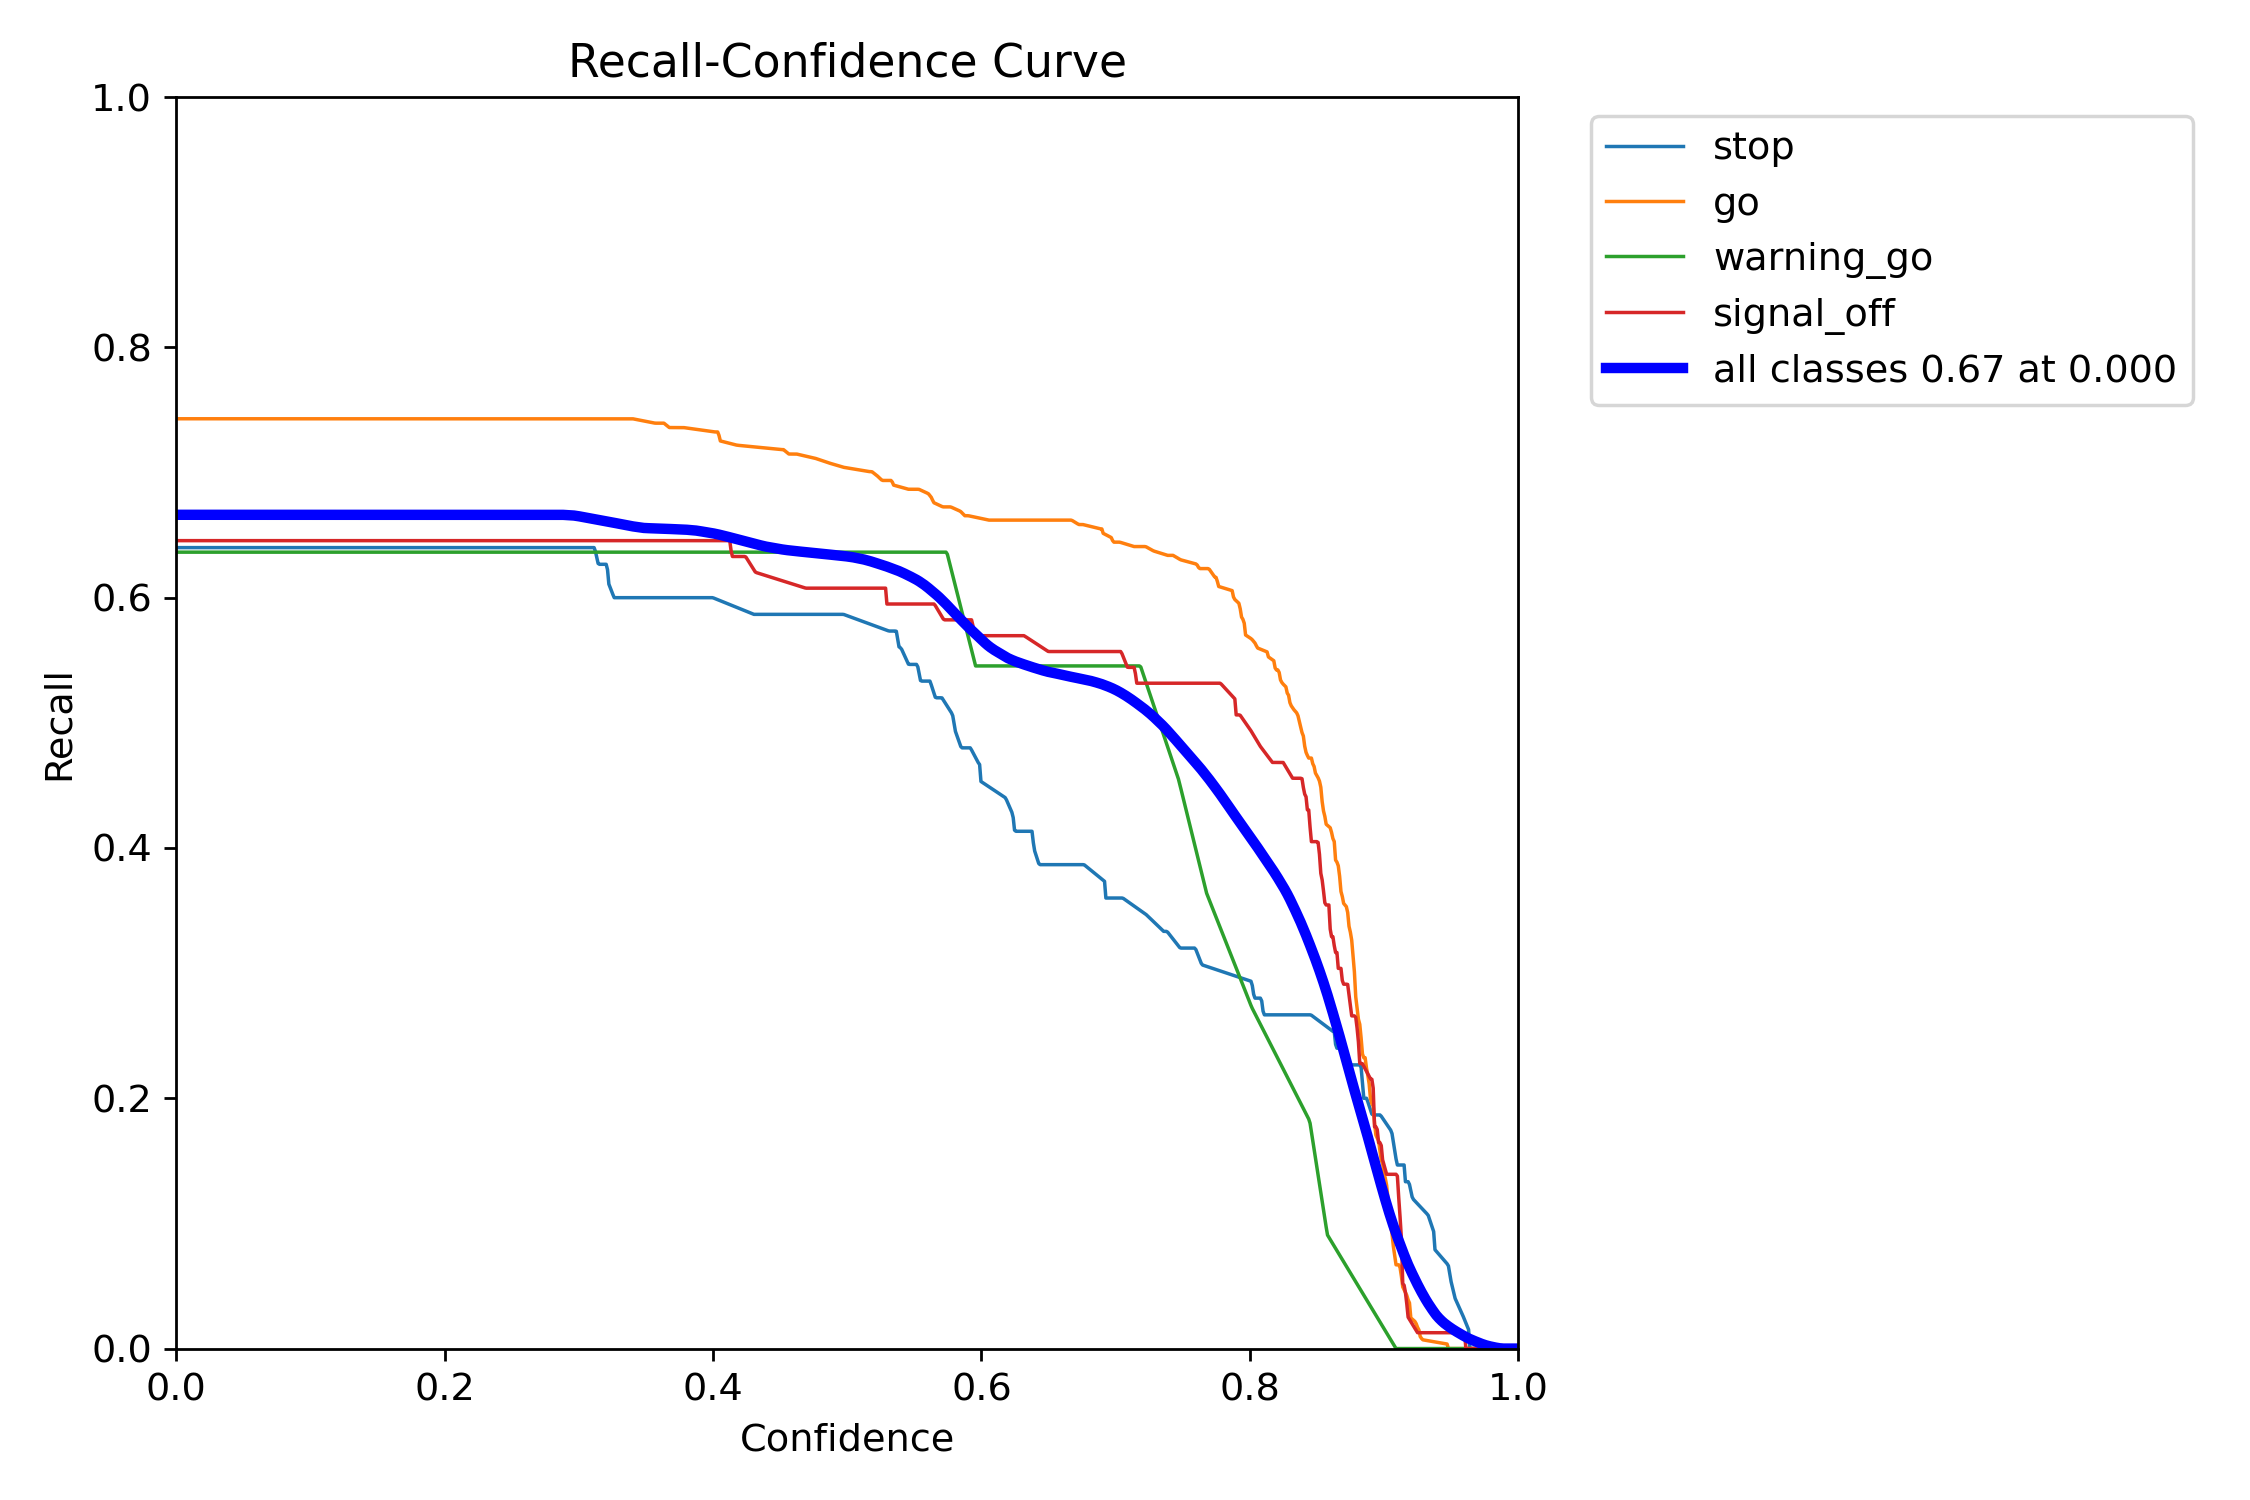 Recall-Confidence Curve
1.0
0.8
0.6
0.4
0.2
0.0
Recall
0.0 0.2 0.4 0.6 0.8 1.0
Confidence
stop
go
warning_go
signal_off
all classes 0.67 at 0.000